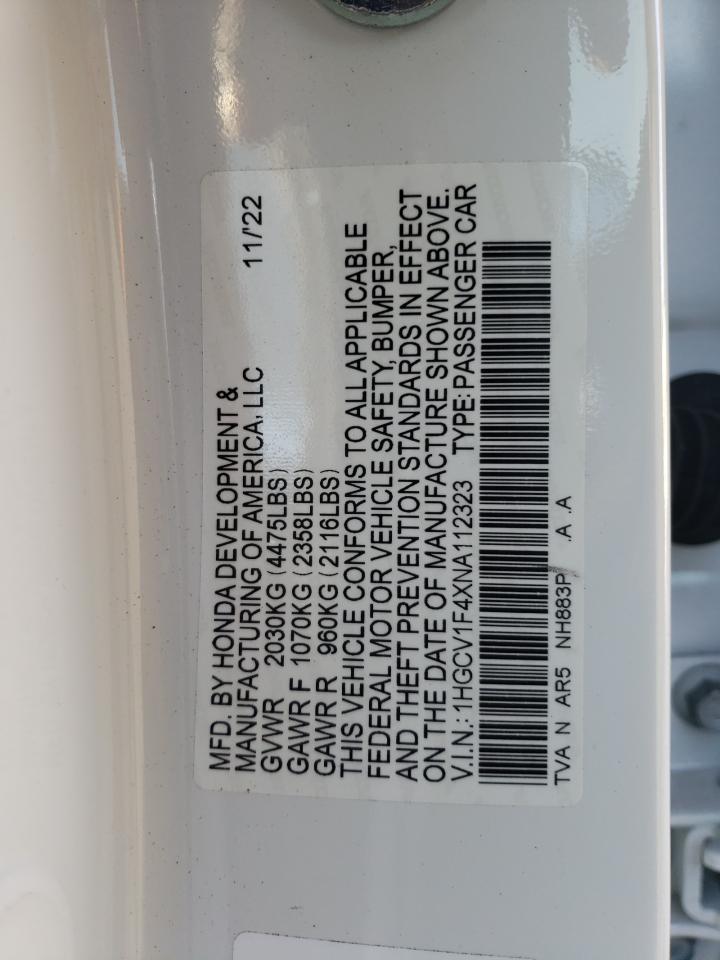 MFD. BY HONDA DEVELOPMENT &
MANUFACTURING OF AMERICA, LLC 11/'22
GVWR 2030KG (4475LBS)
GAWR F 1070KG (2358LBS)
GAWR R 960KG (2116LBS)
THIS VEHICLE CONFORMS TO ALL APPLICABLE
FEDERAL MOTOR VEHICLE SAFETY, BUMPER,
AND THEFT PREVENTION STANDARDS IN EFFECT
ON THE DATE OF MANUFACTURE SHOWN ABOVE.
V.I.N.: 1HGCV1F4XNA112323 TYPE: PASSENGER CAR
TVA N AR5 NH883P .A .A